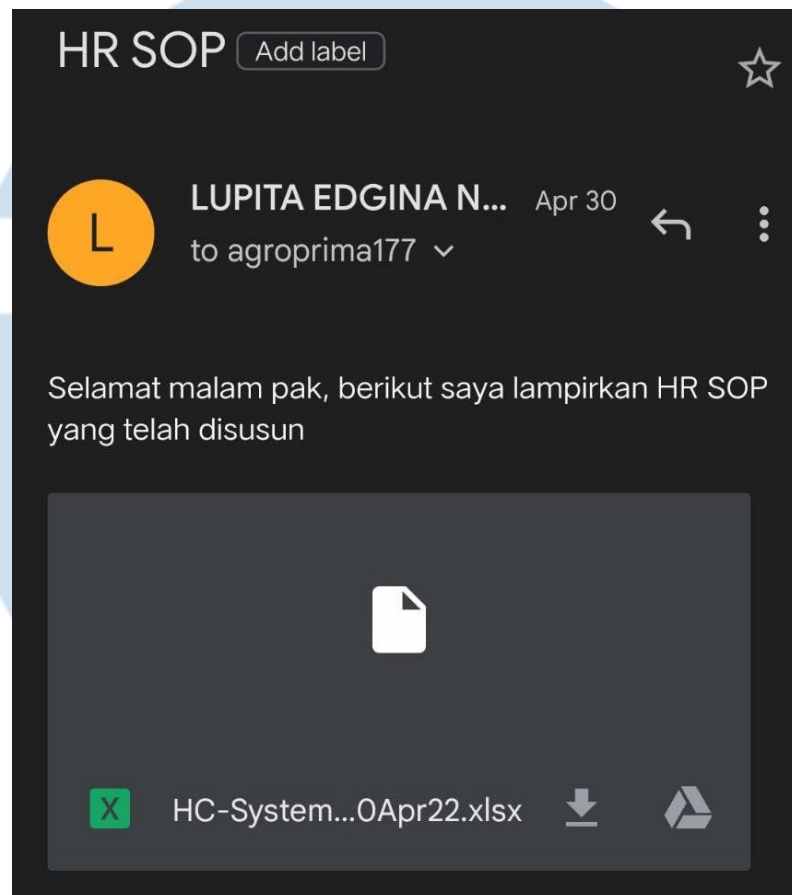 HR SOP Add label
L
LUPITA EDGINA N... Apr 30
to agroprima177
Selamat malam pak, berikut saya lampirkan HR SOP
yang telah disusun
X HC-System...0Apr22.xlsx